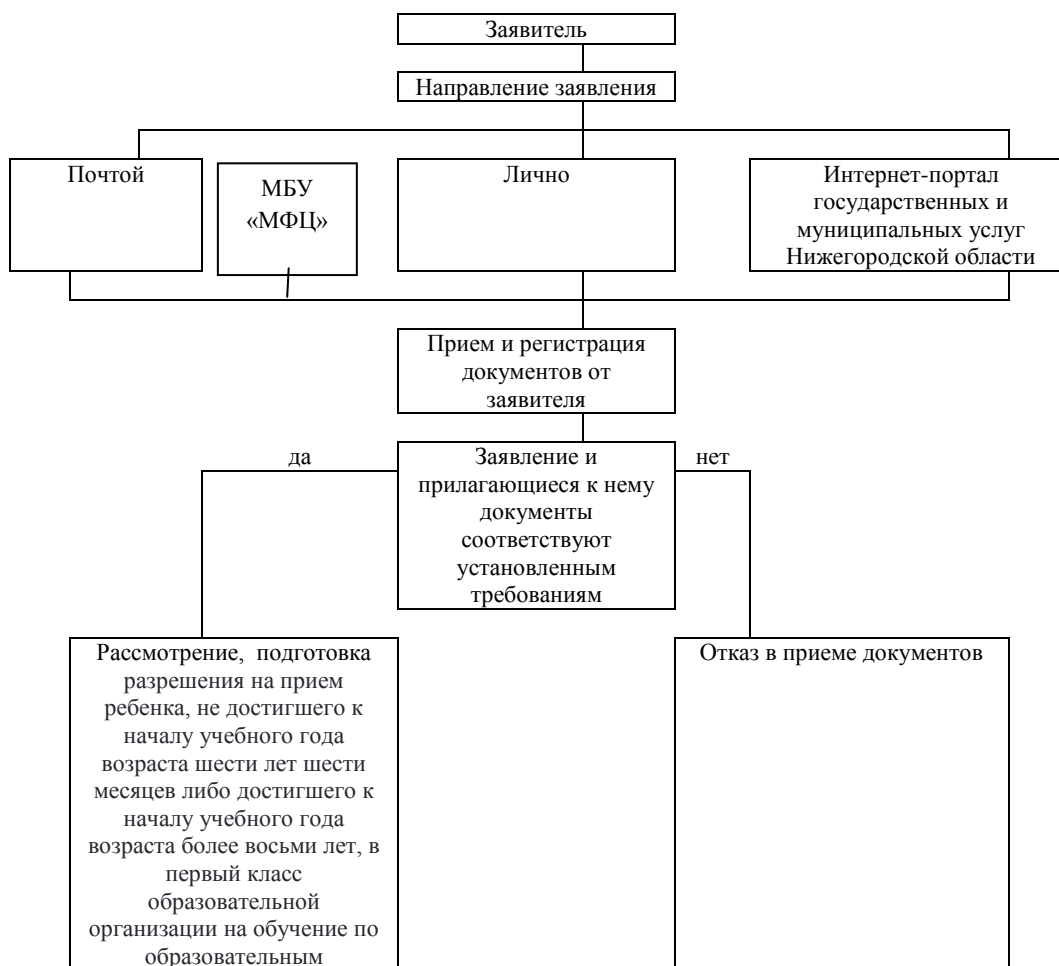 Заявитель
Направление заявления
Почтой
МБУ
«МФЦ»
Лично
Интернет-портал
государственных и
муниципальных услуг
Нижегородской области
Прием и регистрация
документов от
заявителя
да
Заявление и
прилагающиеся к нему
документы
соответствуют
установленным
требованиям
нет
Рассмотрение, подготовка
разрешения на прием
ребенка, не достигшего к
началу учебного года
возраста шести лет шести
месяцев либо достигшего к
началу учебного года
возраста более восьми лет, в
первый класс
образовательной
организации на обучение по
образовательным
Отказ в приеме документов